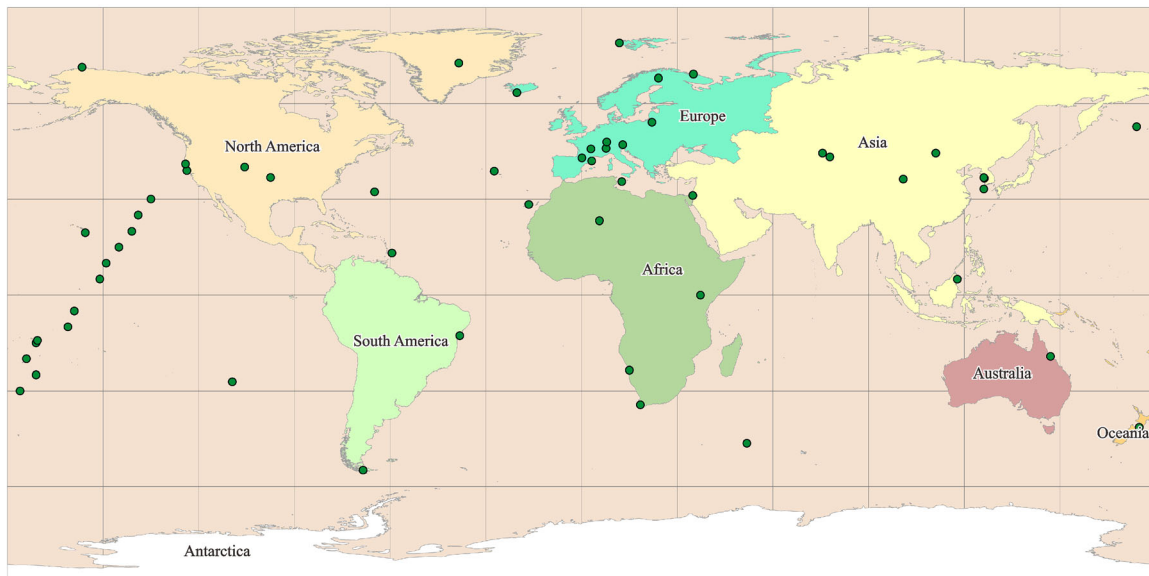 Europe
North America
Asia
Africa
South America
Australia
Oceania
Antarctica